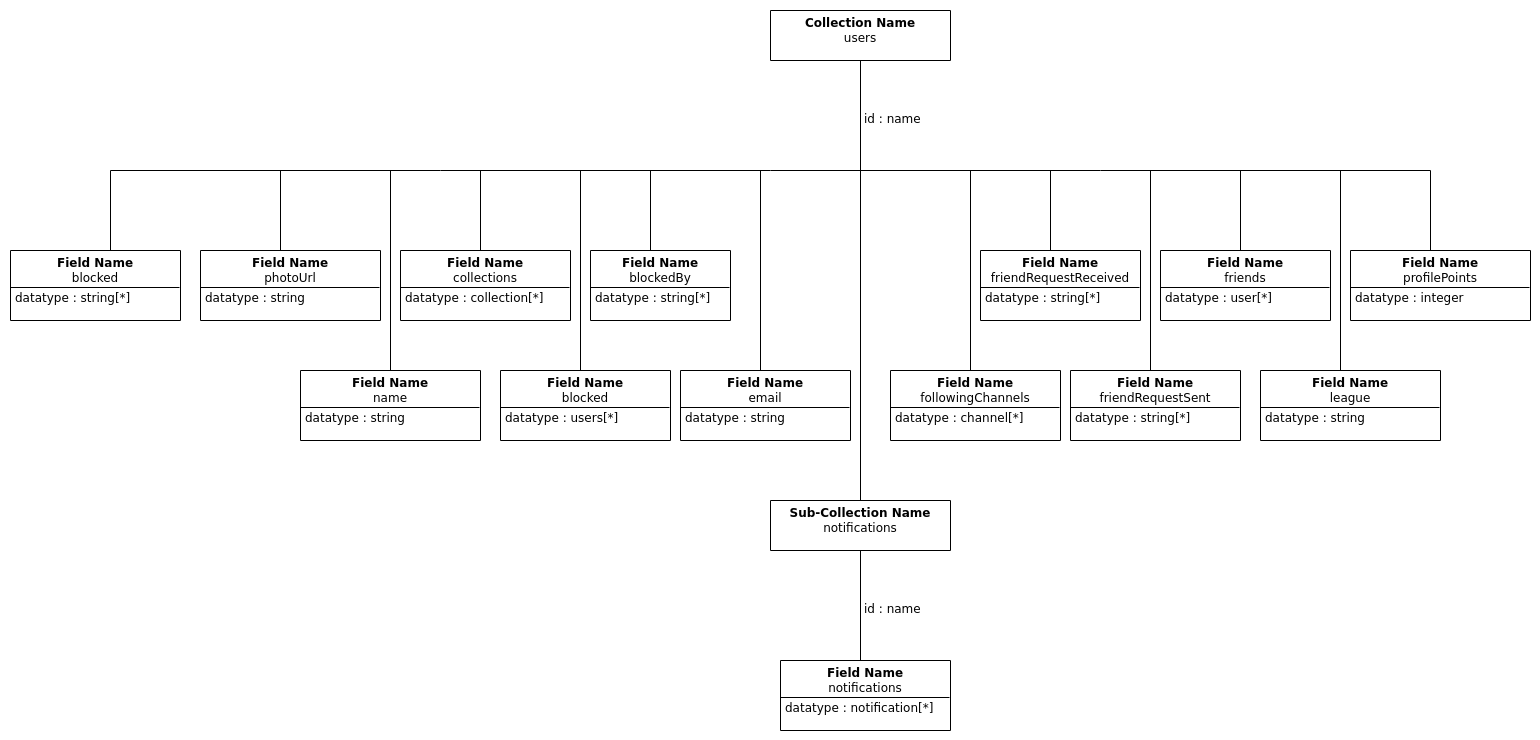 Collection Name
users
id : name
Field Name
blocked
datatype : string[*]
Field Name
photoUrl
datatype : string
Field Name
collections
datatype : collection[*]
Field Name
blockedBy
datatype : string[*]
Field Name
friendRequestReceived
datatype : string[*]
Field Name
friends
datatype : user[*]
Field Name
profilePoints
datatype : integer
Field Name
name
datatype : string
Field Name
blocked
datatype : users[*]
Field Name
email
datatype : string
Field Name
followingChannels
datatype : channel[*]
Field Name
friendRequestSent
datatype : string[*]
Field Name
league
datatype : string
Sub-Collection Name
notifications
id : name
Field Name
notifications
datatype : notification[*]